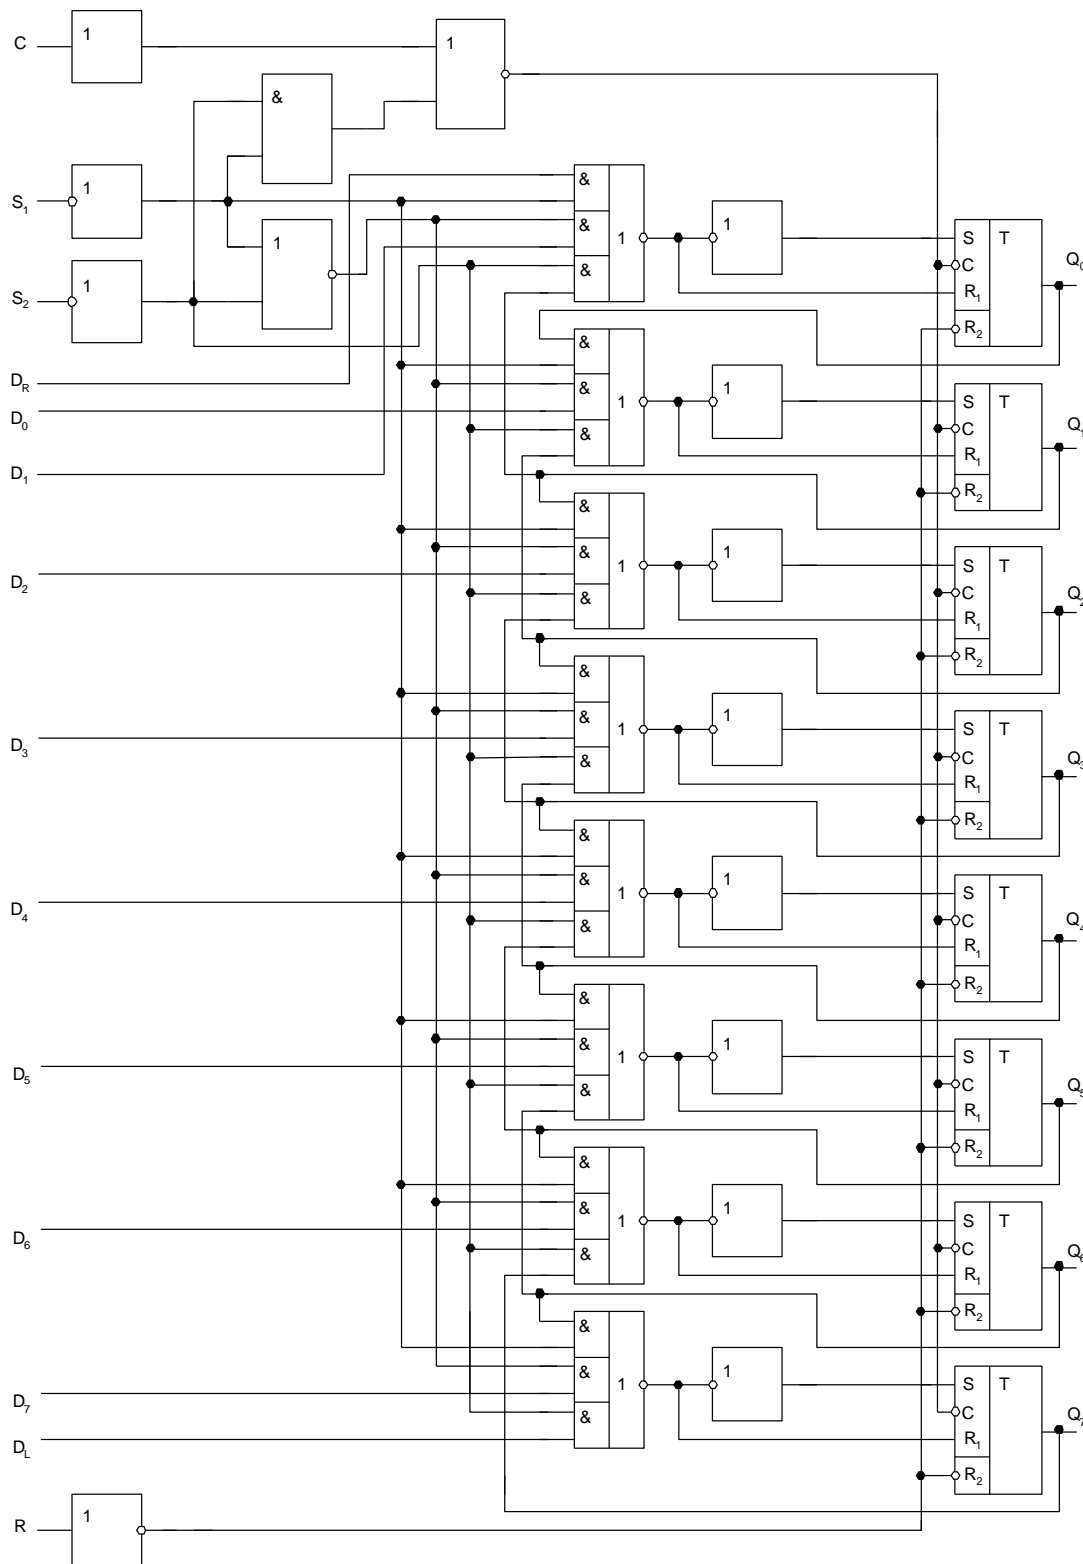 C 1 1
&
S1 1 &
1 1 1 S T
S2 1 & C Q0
& R1
R2
DR &
D0 & 1 1 S T
& C Q1
D1 R1
& R2
& 1 1 S T
D2 & C Q2
R1
& R2
& 1 1 S T
D3 & C Q3
R1
& R2
& 1 1 S T
D4 & C Q4
R1
& R2
& 1 1 S T
D5 & C Q5
R1
& R2
& 1 1 S T
D6 & C Q6
R1
& R2
& 1 1 S T
D7 & C Q7
DL R1
R2
R 1